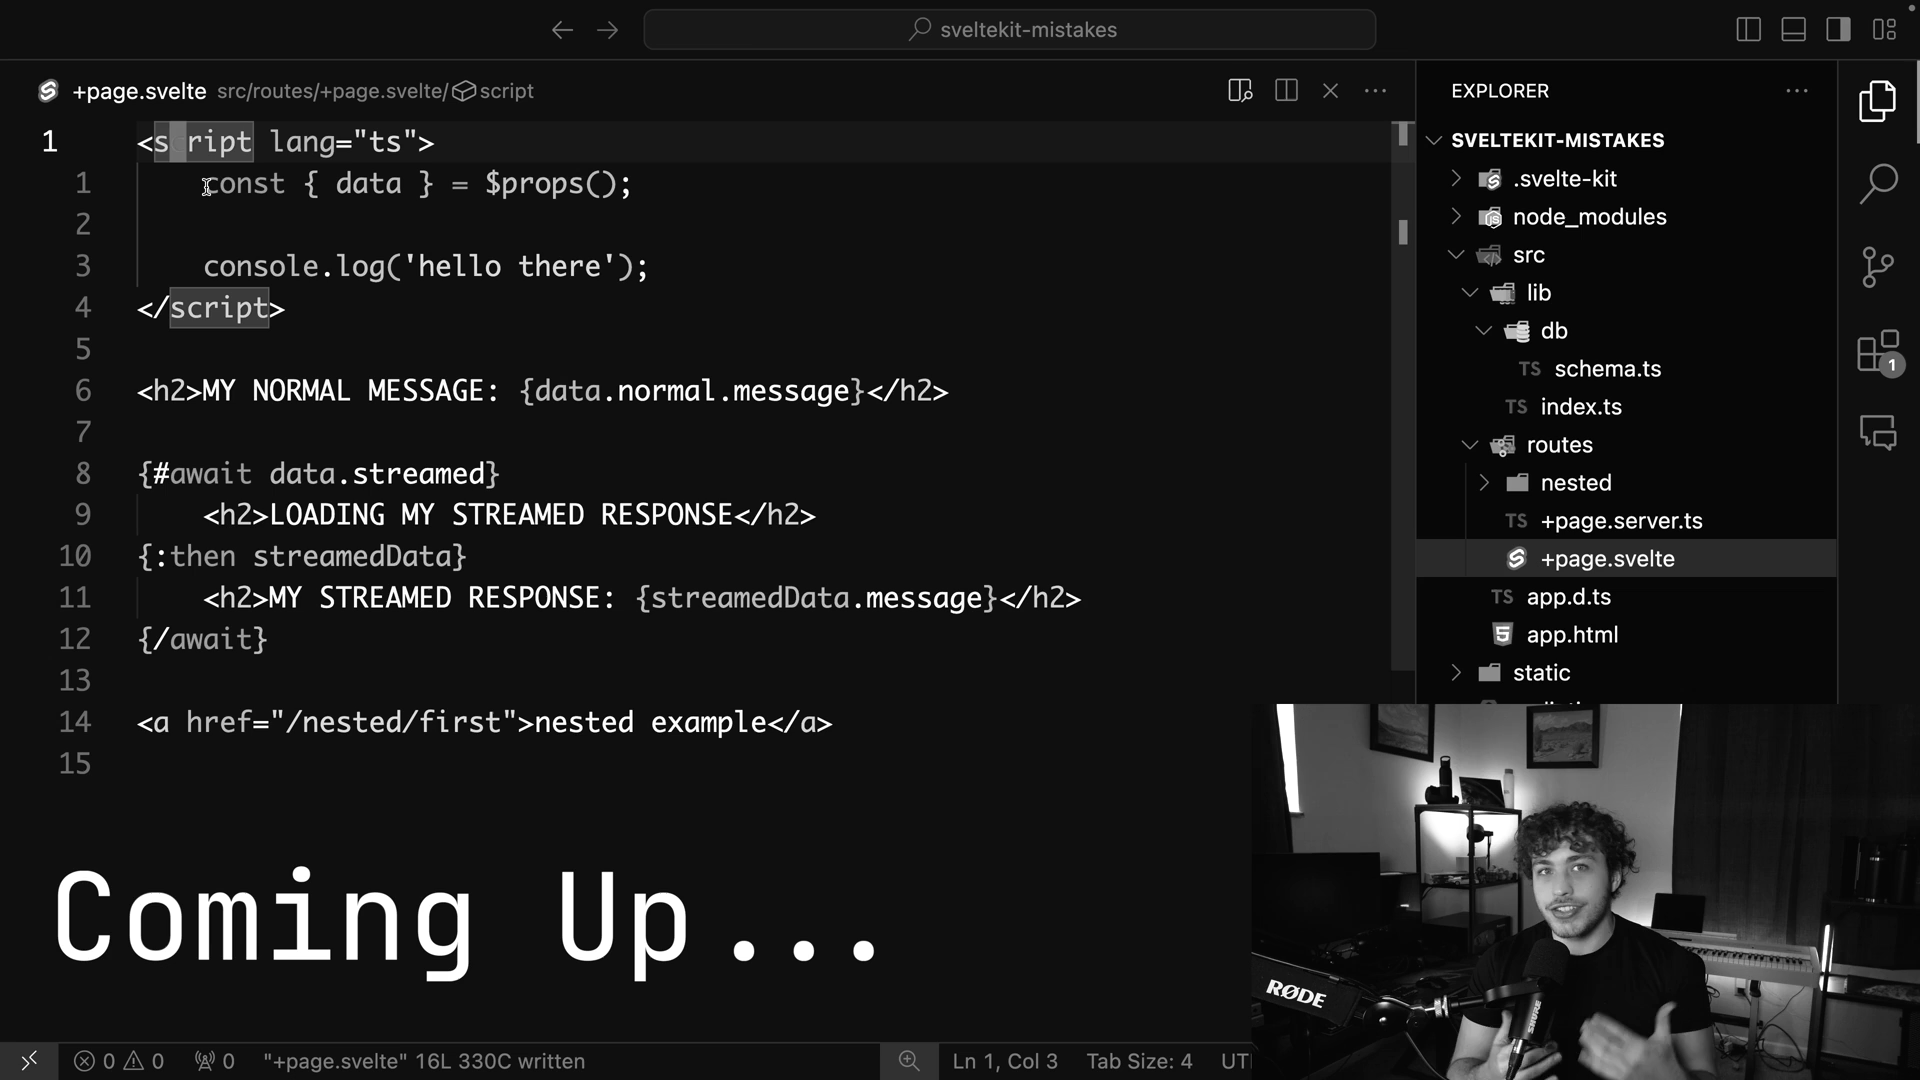 sveltekit-mistakes
+page.svelte src/routes/+page.svelte/ script
1 <script lang="ts">
1 const { data } = $props();
2
3 console.log('hello there');
4 </script>
5
6 <h2>MY NORMAL MESSAGE: {data.normal.message}</h2>
7
8 {#await data.streamed}
9 <h2>LOADING MY STREAMED RESPONSE</h2>
10 {:then streamedData}
11 <h2>MY STREAMED RESPONSE: {streamedData.message}</h2>
12 {/await}
13
14 <a href="/nested/first">nested example</a>
15
Coming Up...
EXPLORER
SVELTEKIT-MISTAKES
.svelte-kit
node_modules
src
lib
db
TS schema.ts
TS index.ts
routes
nested
TS +page.server.ts
+page.svelte
TS app.d.ts
5 app.html
static
1
RØDE
SHURE
0 0 0 "+page.svelte" 16L 330C written
Ln 1, Col 3 Tab Size: 4 UT